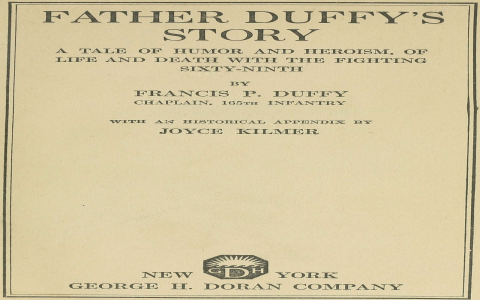 FATHER DUFFY'S
STORY
A TALE OF HUMOR AND HEROISM, OF
LIFE AND DEATH WITH THE FIGHTING
SIXTY-NINTH
BY
FRANCIS P. DUFFY
CHAPLAIN, 165TH INFANTRY
WITH AN HISTORICAL APPENDIX BY
JOYCE KILMER
NEW GDH YORK
GEORGE H. DORAN COMPANY